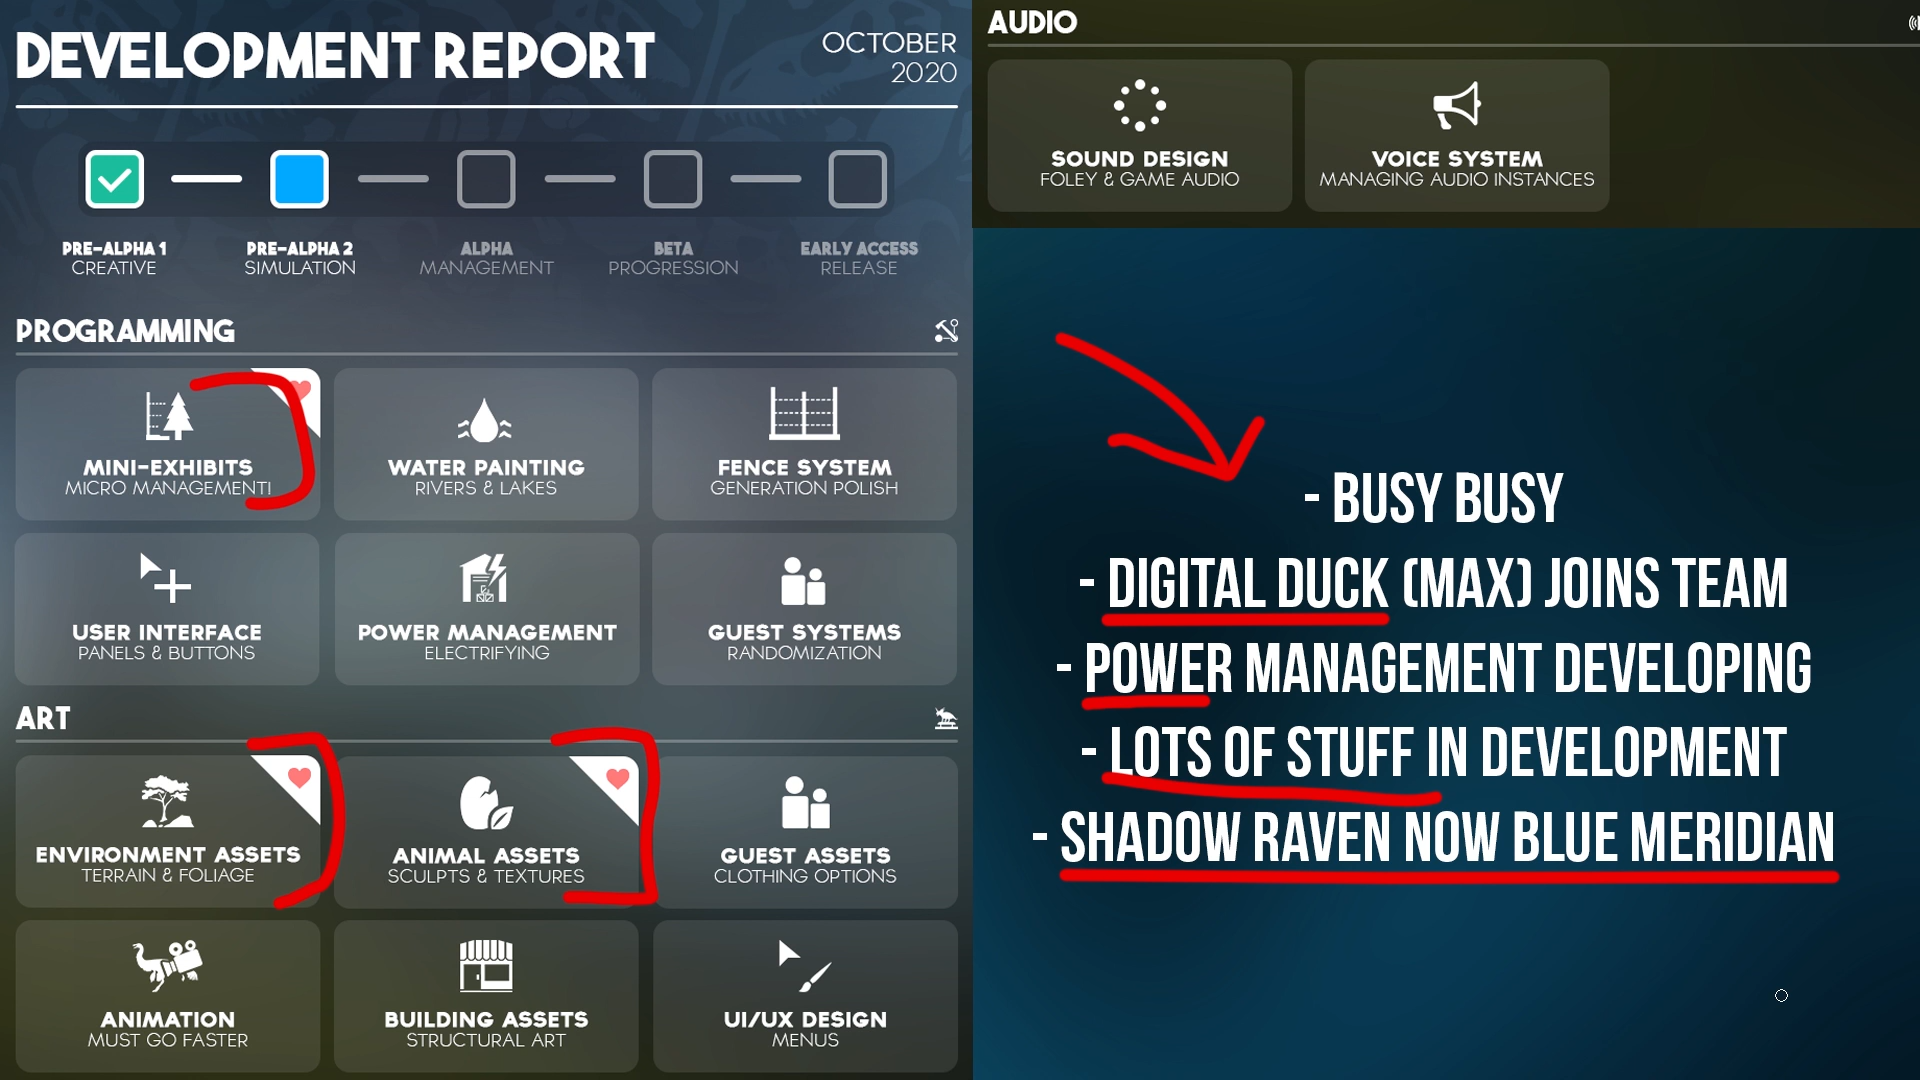 DEVELOPMENT REPORT
OCTOBER
2020
PRE-ALPHA 1
CREATIVE
PRE-ALPHA 2
SIMULATION
ALPHA
MANAGEMENT
BETA
PROGRESSION
EARLY ACCESS
RELEASE
PROGRAMMING
MINI-EXHIBITS
MICRO MANAGEMENT!
WATER PAINTING
RIVERS & LAKES
FENCE SYSTEM
GENERATION POLISH
USER INTERFACE
PANELS & BUTTONS
POWER MANAGEMENT
ELECTRIFYING
GUEST SYSTEMS
RANDOMIZATION
ART
ENVIRONMENT ASSETS
TERRAIN & FOLIAGE
ANIMAL ASSETS
SCULPTS & TEXTURES
GUEST ASSETS
CLOTHING OPTIONS
ANIMATION
MUST GO FASTER
BUILDING ASSETS
STRUCTURAL ART
UI/UX DESIGN
MENUS
AUDIO
SOUND DESIGN
FOLEY & GAME AUDIO
VOICE SYSTEM
MANAGING AUDIO INSTANCES
- BUSY BUSY
- DIGITAL DUCK (MAX) JOINS TEAM
- POWER MANAGEMENT DEVELOPING
- LOTS OF STUFF IN DEVELOPMENT
- SHADOW RAVEN NOW BLUE MERIDIAN